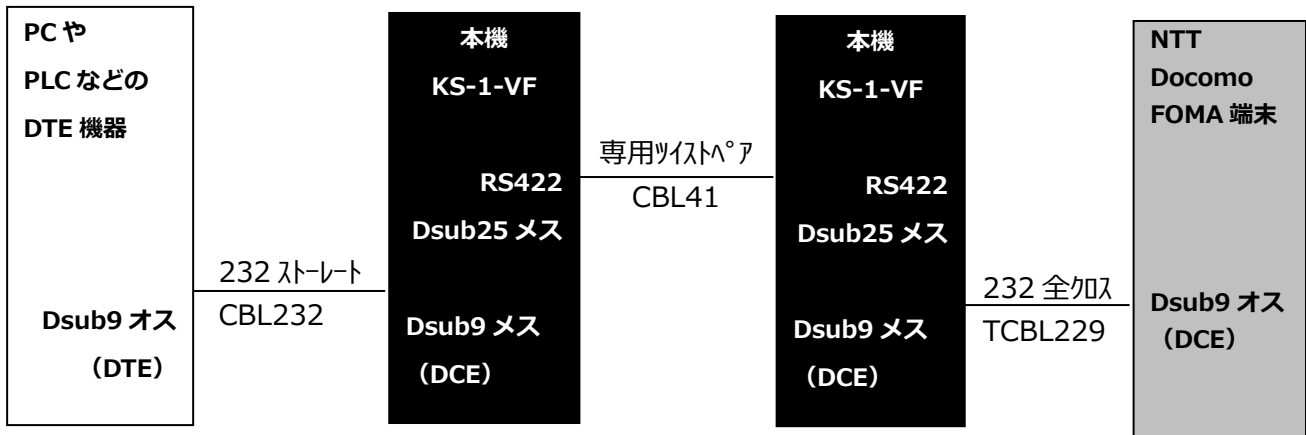 PC や
PLC などの
DTE 機器
Dsub9 オス
（DTE）
232 ｽﾄｰﾚｰﾄ
CBL232
本機
KS-1-VF
RS422
Dsub25 メス
Dsub9 メス
（DCE）
専用ﾂｲｽﾄﾍﾟｱ
CBL41
本機
KS-1-VF
RS422
Dsub25 メス
Dsub9 メス
（DCE）
232 全ｸﾛｽ
TCBL229
NTT
Docomo
FOMA 端末
Dsub9 オス
（DCE）